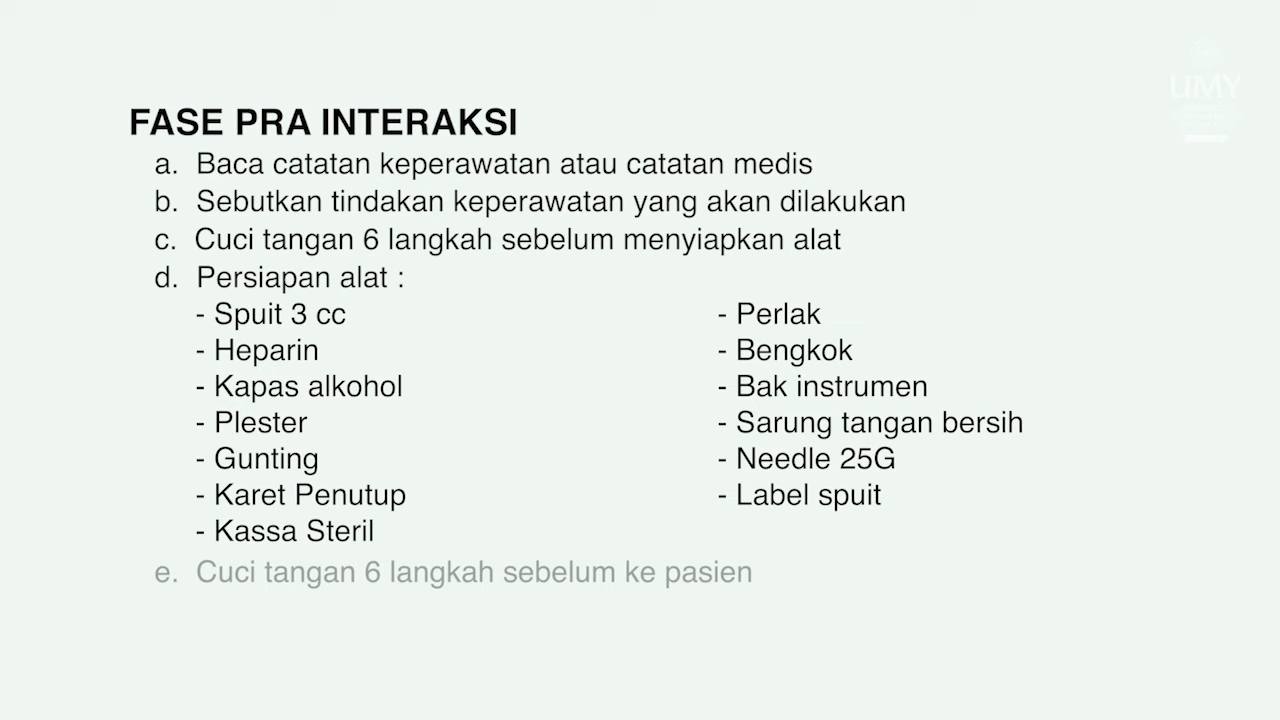 UMY
FASE PRA INTERAKSI
a. Baca catatan keperawatan atau catatan medis
b. Sebutkan tindakan keperawatan yang akan dilakukan
c. Cuci tangan 6 langkah sebelum menyiapkan alat
d. Persiapan alat :
- Spuit 3 cc
- Heparin
- Kapas alkohol
- Plester
- Gunting
- Karet Penutup
- Kassa Steril
- Perlak
- Bengkok
- Bak instrumen
- Sarung tangan bersih
- Needle 25G
- Label spuit
e. Cuci tangan 6 langkah sebelum ke pasien